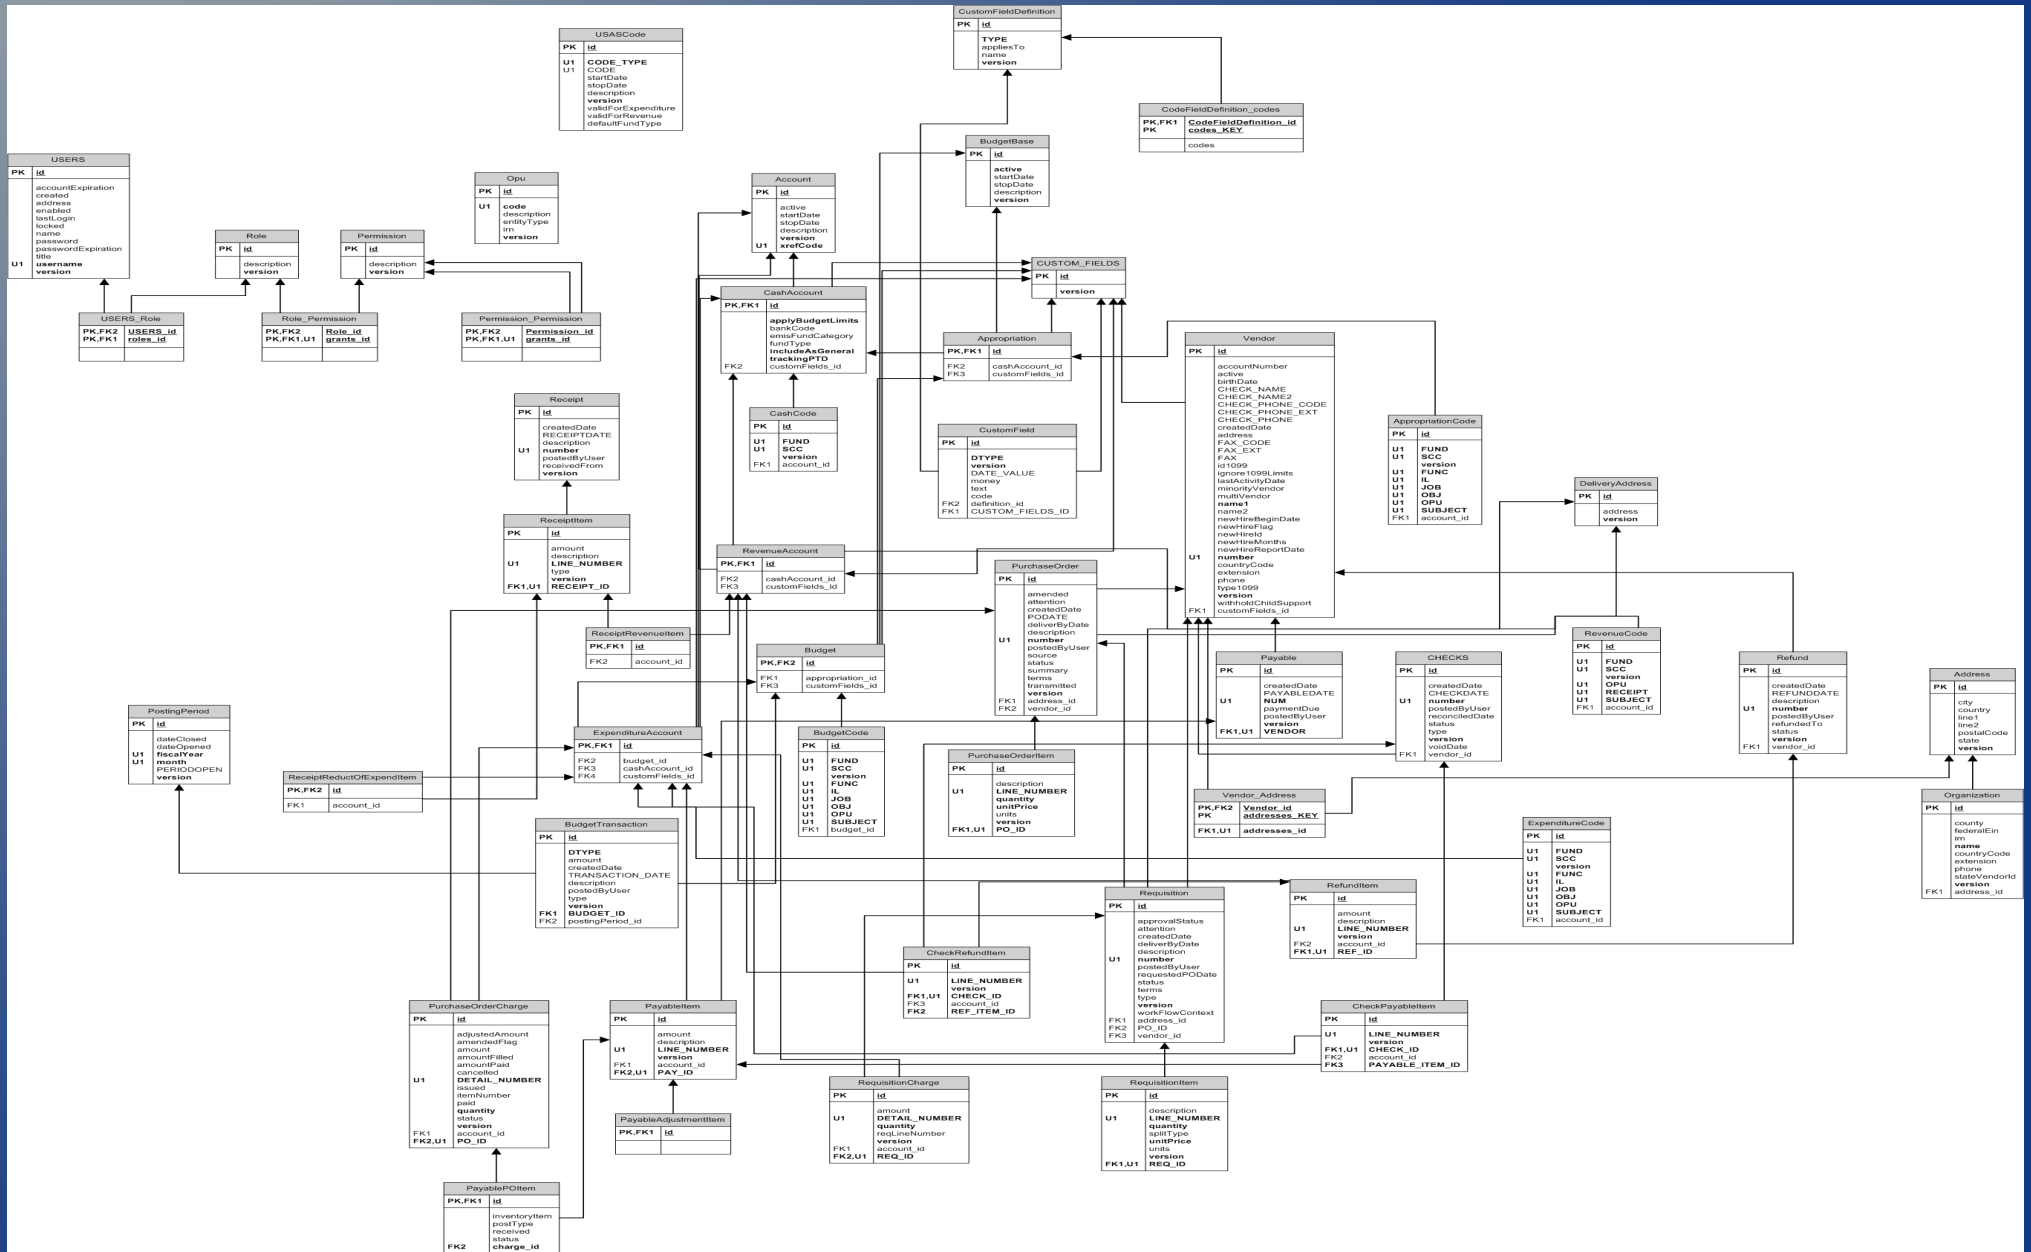 CustomFieldDefinition
PK id
TYPE
appliesTo
name
version
USASCode
PK id
U1 CODE_TYPE
U1 CODE
startDate
stopDate
description
version
validForExpenditure
validForRevenue
defaultFundType
CodeFieldDefinition_codes
PK,FK1 CodeFieldDefinition_id
PK codes_KEY
codes
BudgetBase
PK id
active
startDate
stopDate
description
version
USERS
PK id
accountExpiration
created
address
enabled
lastLogin
locked
name
password
passwordExpiration
title
U1 username
version
Opu
PK id
U1 code
description
entityType
irn
version
Account
PK id
active
startDate
stopDate
description
version
U1 xrefCode
Role
PK id
description
version
Permission
PK id
description
version
CUSTOM_FIELDS
PK id
version
CashAccount
PK,FK1 id
applyBudgetLimits
bankCode
emisFundCategory
fundType
includeAsGeneral
trackingPTD
FK2 customFields_id
USERS_Role
PK,FK2 USERS_id
PK,FK1 roles_id
Role_Permission
PK,FK2 Role_id
PK,FK1,U1 grants_id
Permission_Permission
PK,FK2 Permission_id
PK,FK1,U1 grants_id
Appropriation
PK,FK1 id
FK2 cashAccount_id
FK3 customFields_id
Vendor
PK id
accountNumber
active
birthDate
CHECK_NAME
CHECK_NAME2
CHECK_PHONE_CODE
CHECK_PHONE_EXT
CHECK_PHONE
createdDate
address
FAX_CODE
FAX_EXT
FAX
id1099
ignore1099Limits
lastActivityDate
minorityVendor
multiVendor
name1
name2
newHireBeginDate
newHireFlag
newHireId
newHireMonths
newHireReportDate
U1 number
countryCode
extension
phone
type1099
version
withholdChildSupport
FK1 customFields_id
Receipt
PK id
createdDate
RECEIPTDATE
description
U1 number
postedByUser
receivedFrom
version
CashCode
PK id
U1 FUND
U1 SCC
version
FK1 account_id
CustomField
PK id
DTYPE
version
DATE_VALUE
money
text
code
FK2 definition_id
FK1 CUSTOM_FIELDS_ID
AppropriationCode
PK id
U1 FUND
U1 SCC
version
U1 FUNC
U1 IL
U1 JOB
U1 OBJ
U1 OPU
U1 SUBJECT
FK1 account_id
DeliveryAddress
PK id
address
version
ReceiptItem
PK id
amount
description
U1 LINE_NUMBER
type
version
FK1,U1 RECEIPT_ID
RevenueAccount
PK,FK1 id
FK2 cashAccount_id
FK3 customFields_id
PurchaseOrder
PK id
amended
attention
createdDate
PODATE
deliverByDate
description
U1 number
postedByUser
source
status
summary
terms
transmitted
version
FK1 address_id
FK2 vendor_id
ReceiptRevenueItem
PK,FK1 id
FK2 account_id
Budget
PK,FK2 id
FK1 appropriation_id
FK3 customFields_id
Payable
PK id
createdDate
PAYABLEDATE
U1 NUM
paymentDue
postedByUser
version
FK1,U1 VENDOR
CHECKS
PK id
createdDate
CHECKDATE
U1 number
postedByUser
reconciledDate
status
type
version
voidDate
FK1 vendor_id
RevenueCode
PK id
U1 FUND
U1 SCC
version
U1 OPU
U1 RECEIPT
U1 SUBJECT
FK1 account_id
Refund
PK id
createdDate
REFUNDDATE
description
U1 number
postedByUser
refundedTo
status
version
FK1 vendor_id
Address
PK id
city
country
line1
line2
postalCode
state
version
PostingPeriod
PK id
dateClosed
dateOpened
U1 fiscalYear
U1 month
PERIODOPEN
version
ExpenditureAccount
PK,FK1 id
FK2 budget_id
FK3 cashAccount_id
FK4 customFields_id
BudgetCode
PK id
U1 FUND
U1 SCC
version
U1 FUNC
U1 IL
U1 JOB
U1 OBJ
U1 OPU
U1 SUBJECT
FK1 budget_id
PurchaseOrderItem
PK id
description
U1 LINE_NUMBER
quantity
unitPrice
units
version
FK1,U1 PO_ID
ReceiptReductOfExpendItem
PK,FK2 id
FK1 account_id
Vendor_Address
PK,FK2 Vendor_id
PK addresses_KEY
FK1,U1 addresses_id
Organization
PK id
county
federalEin
irn
name
countryCode
extension
phone
stateVendorId
version
FK1 address_id
BudgetTransaction
PK id
DTYPE
amount
createdDate
TRANSACTION_DATE
description
postedByUser
type
version
FK1 BUDGET_ID
FK2 postingPeriod_id
ExpenditureCode
PK id
U1 FUND
U1 SCC
version
U1 FUNC
U1 IL
U1 JOB
U1 OBJ
U1 OPU
U1 SUBJECT
FK1 account_id
RefundItem
PK id
amount
description
U1 LINE_NUMBER
version
FK2 account_id
FK1,U1 REF_ID
Requisition
PK id
approvalStatus
attention
createdDate
deliverByDate
description
U1 number
postedByUser
requestedPODate
status
terms
type
version
workFlowContext
FK1 address_id
FK2 PO_ID
FK3 vendor_id
CheckRefundItem
PK id
U1 LINE_NUMBER
version
FK1,U1 CHECK_ID
FK3 account_id
FK2 REF_ITEM_ID
PurchaseOrderCharge
PK id
adjustedAmount
amendedFlag
amount
amountFilled
amountPaid
cancelled
U1 DETAIL_NUMBER
issued
itemNumber
paid
quantity
status
version
FK1 account_id
FK2,U1 PO_ID
PayableItem
PK id
amount
description
U1 LINE_NUMBER
version
FK1 account_id
FK2,U1 PAY_ID
CheckPayableItem
PK id
U1 LINE_NUMBER
version
FK1,U1 CHECK_ID
FK2 account_id
FK3 PAYABLE_ITEM_ID
RequisitionCharge
PK id
amount
U1 DETAIL_NUMBER
quantity
reqLineNumber
version
FK1 account_id
FK2,U1 REQ_ID
RequisitionItem
PK id
description
U1 LINE_NUMBER
quantity
splitType
unitPrice
units
version
FK1,U1 REQ_ID
PayableAdjustmentItem
PK,FK1 id
PayablePOItem
PK,FK1 id
inventoryItem
postType
received
status
FK2 charge_id